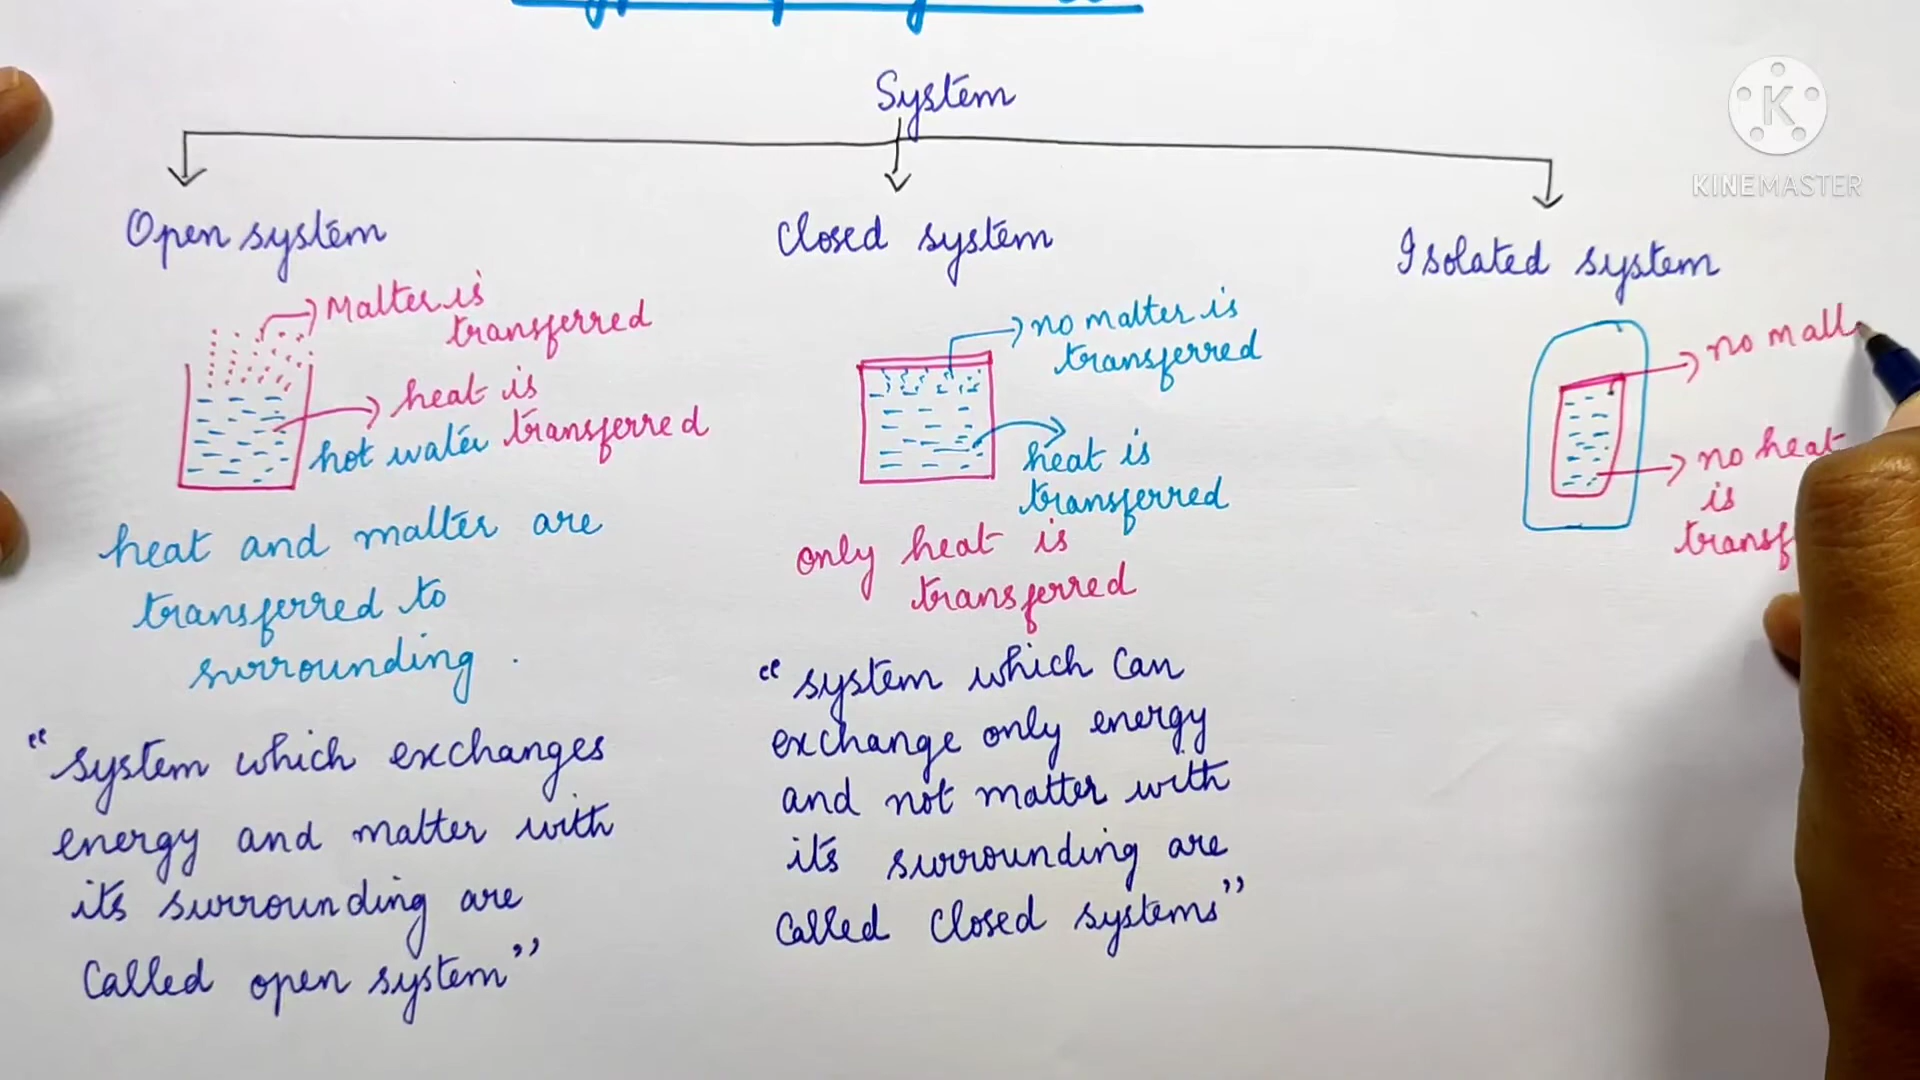 System
Open system
Matter is
transferred
heat is
transferred
hot water
heat and matter are
transferred to
surrounding.
"system which exchanges
energy and matter with
its surrounding are
Called open system"
Closed system
no matter is
transferred
heat is
transferred
only heat is
transferred
"system which can
exchange only energy
and not matter with
its surrounding are
Called Closed systems"
Isolated system
no matt
no heat
is
transf
KINEMASTER